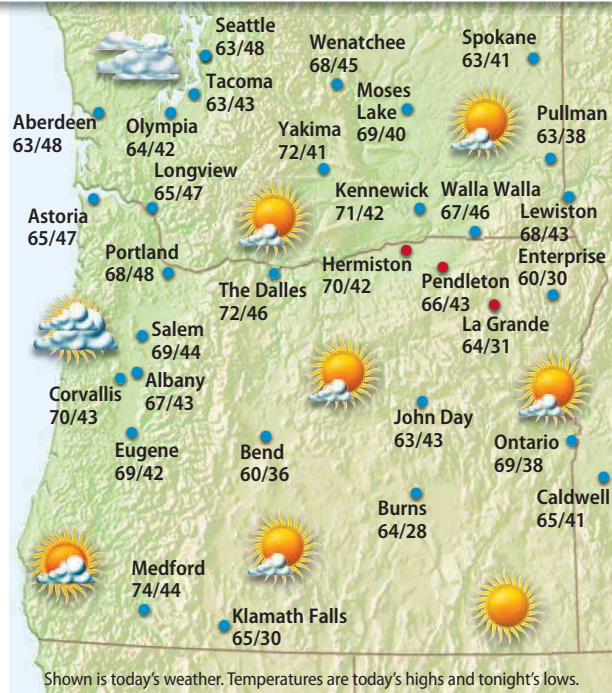 Seattle
63/48
Wenatchee
68/45
Spokane
63/41
Tacoma
63/43
Moses
Lake
69/40
Aberdeen
63/48
Olympia
64/42
Yakima
72/41
Pullman
63/38
Longview
65/47
Kennewick
71/42
Walla Walla
67/46
Lewiston
68/43
Astoria
65/47
Portland
68/48
The Dalles
72/46
Hermiston
70/42
Pendleton
66/43
Enterprise
60/30
La Grande
64/31
Salem
69/44
Albany
67/43
Corvallis
70/43
John Day
63/43
Eugene
69/42
Bend
60/36
Ontario
69/38
Burns
64/28
Caldwell
65/41
Medford
74/44
Klamath Falls
65/30
Shown is today's weather. Temperatures are today's highs and tonight's lows.